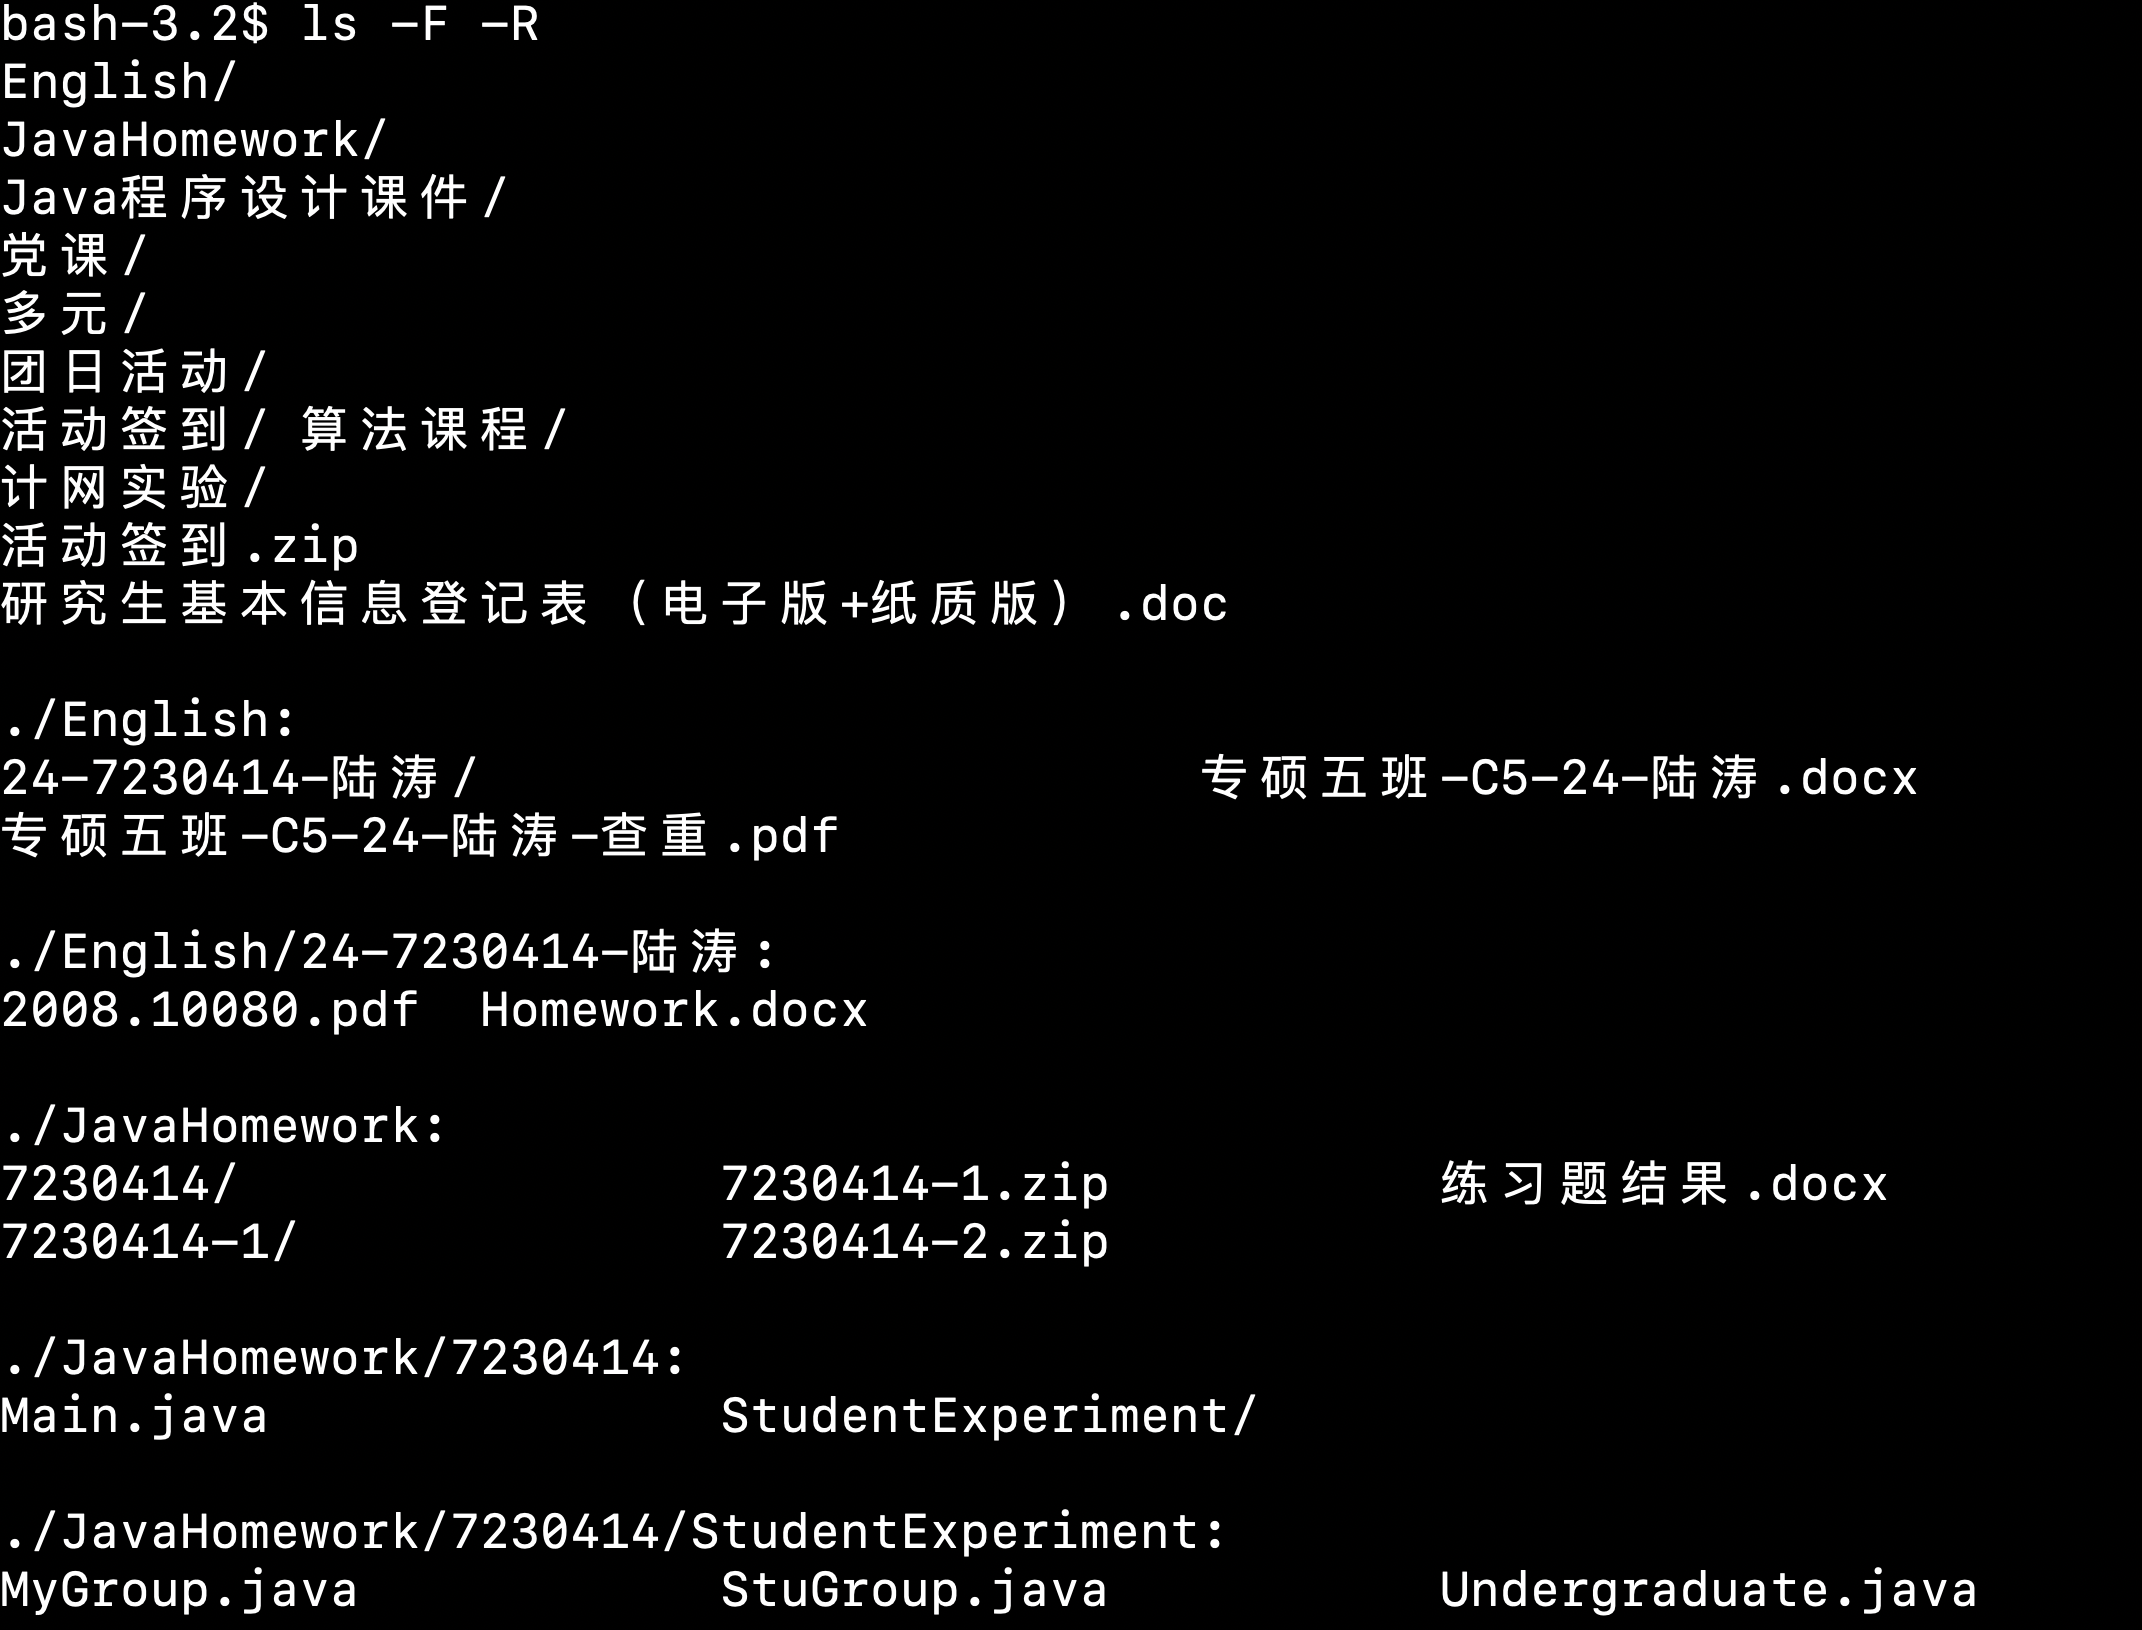 bash-3.2$ ls -F -R
English/
JavaHomework/
Java程序设计课件/
党课/
多元/
团日活动/
活动签到/ 算法课程/
计网实验/
活动签到.zip
研究生基本信息登记表（电子版+纸质版）.doc
./English:
24-7230414-陆涛/ 专硕五班-C5-24-陆涛.docx
专硕五班-C5-24-陆涛-查重.pdf
./English/24-7230414-陆涛:
2008.10080.pdf Homework.docx
./JavaHomework:
7230414/ 7230414-1.zip 练习题结果.docx
7230414-1/ 7230414-2.zip
./JavaHomework/7230414:
Main.java StudentExperiment/
./JavaHomework/7230414/StudentExperiment:
MyGroup.java StuGroup.java Undergraduate.java